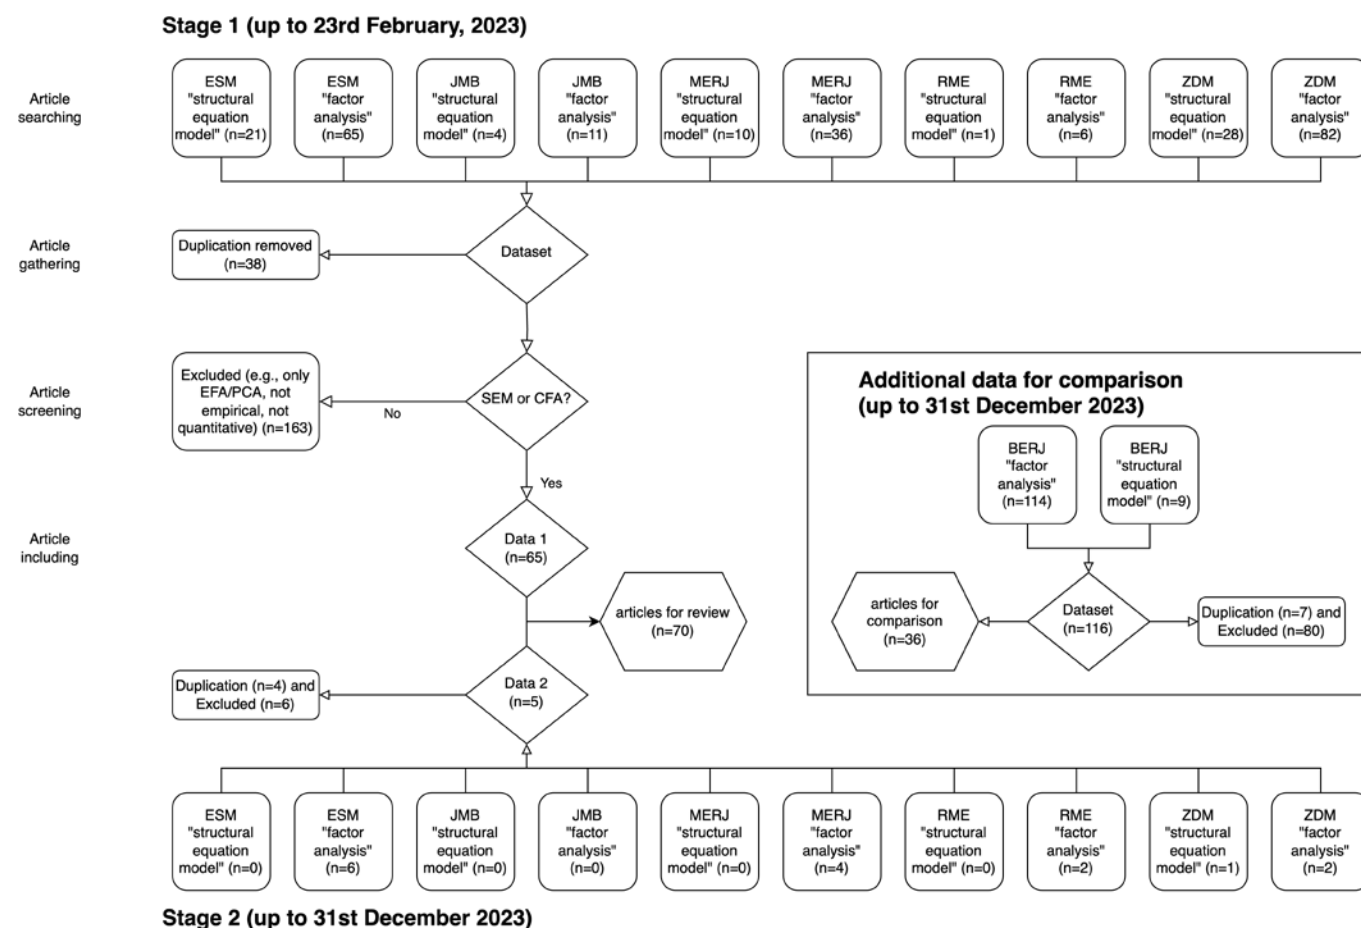 Stage 1 (up to 23rd February, 2023)
Article
searching
ESM
"structural
equation
model" (n=21)
ESM
"factor
analysis"
(n=65)
JMB
"structural
equation
model" (n=4)
JMB
"factor
analysis"
(n=11)
MERJ
"structural
equation
model" (n=10)
MERJ
"factor
analysis"
(n=36)
RME
"structural
equation
model" (n=1)
RME
"factor
analysis"
(n=6)
ZDM
"structural
equation
model" (n=28)
ZDM
"factor
analysis"
(n=82)
Article
gathering
Duplication removed
(n=38)
Dataset
Article
screening
Excluded (e.g., only
EFA/PCA, not
empirical, not
quantitative) (n=163)
No
SEM or CFA?
Yes
Article
including
Data 1
(n=65)
articles for review
(n=70)
Duplication (n=4) and
Excluded (n=6)
Data 2
(n=5)
Additional data for comparison
(up to 31st December 2023)
BERJ
"factor
analysis"
(n=114)
BERJ
"structural
equation
model" (n=9)
articles for
comparison
(n=36)
Dataset
(n=116)
Duplication (n=7) and
Excluded (n=80)
ESM
"structural
equation
model" (n=0)
ESM
"factor
analysis"
(n=6)
JMB
"structural
equation
model" (n=0)
JMB
"factor
analysis"
(n=0)
MERJ
"structural
equation
model" (n=0)
MERJ
"factor
analysis"
(n=4)
RME
"structural
equation
model" (n=0)
RME
"factor
analysis"
(n=2)
ZDM
"structural
equation
model" (n=1)
ZDM
"factor
analysis"
(n=2)
Stage 2 (up to 31st December 2023)